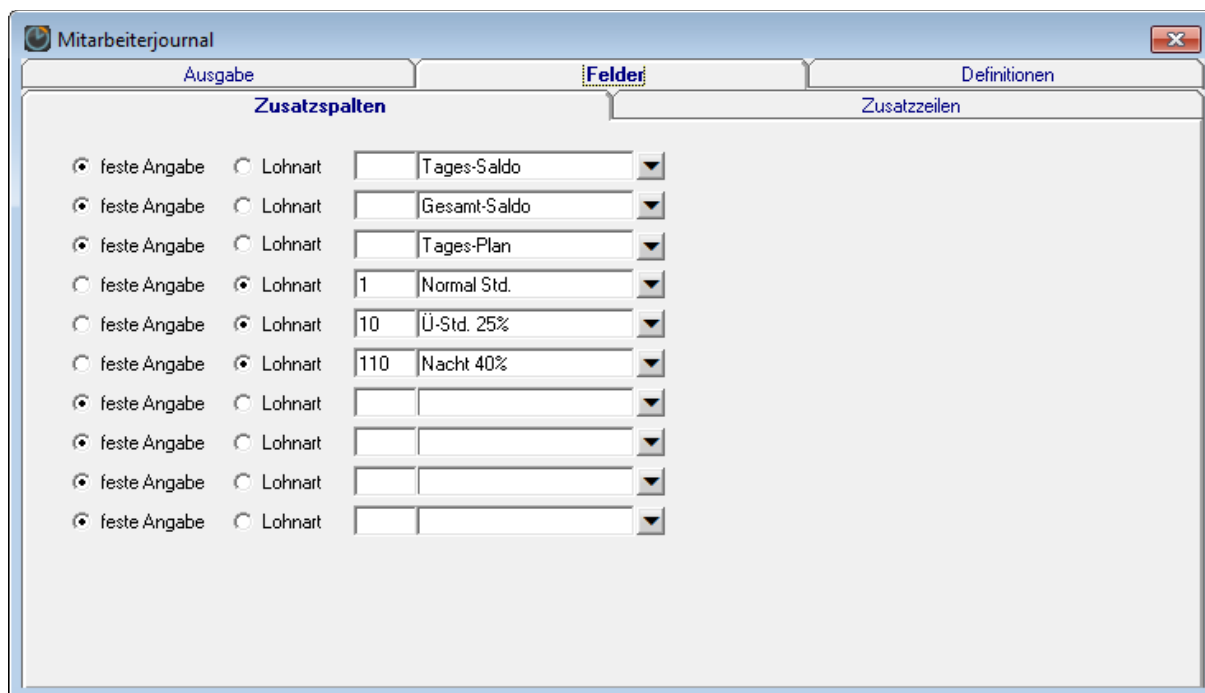 Mitarbeiterjournal
Ausgabe Felder Definitionen
Zusatzspalten Zusatzzeilen
feste Angabe Lohnart Tages-Saldo
feste Angabe Lohnart Gesamt-Saldo
feste Angabe Lohnart Tages-Plan
feste Angabe Lohnart 1 Normal Std.
feste Angabe Lohnart 10 Ü-Std. 25%
feste Angabe Lohnart 110 Nacht 40%
feste Angabe Lohnart
feste Angabe Lohnart
feste Angabe Lohnart
feste Angabe Lohnart